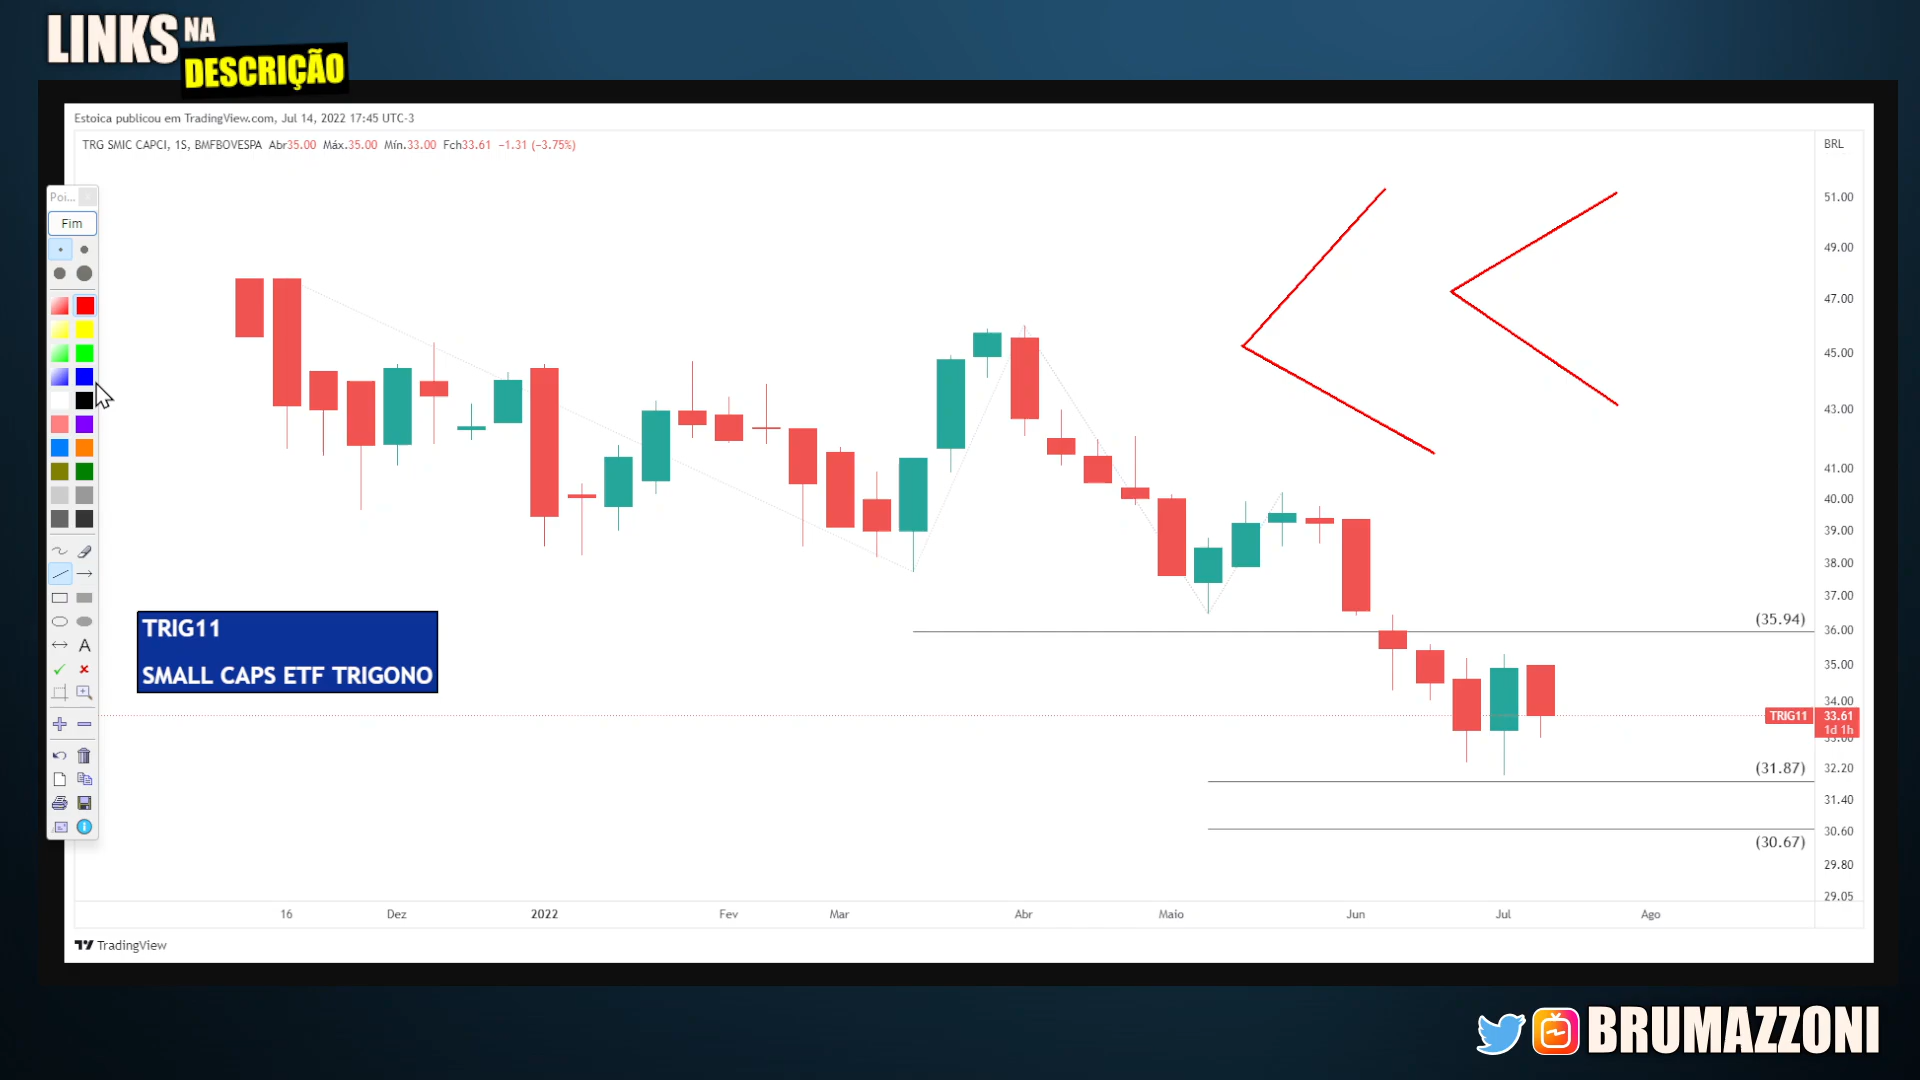 LINKS NA
DESCRIÇÃO
Estoica publicou em TradingView.com, Jul 14, 2022 17:45 UTC-3
TRG SMIC CAPCI, 1S, BMFBOVESPA Abr35.00 Máx.35.00 Mín.33.00 Fch33.61 −1.31 (−3.75%)
BRL
Poi...
Fim
51.00
49.00
47.00
45.00
43.00
41.00
40.00
39.00
38.00
37.00
(35.94)
36.00
35.00
34.00
A
TRIG11
SMALL CAPS ETF TRIGONO
TRIG11 33.61
1d 1h
33.00
(31.87)
32.20
31.40
30.60
(30.67)
29.80
29.05
16 Dez 2022 Fev Mar Abr Maio Jun Jul Ago
TradingView
BRUMAZZONI